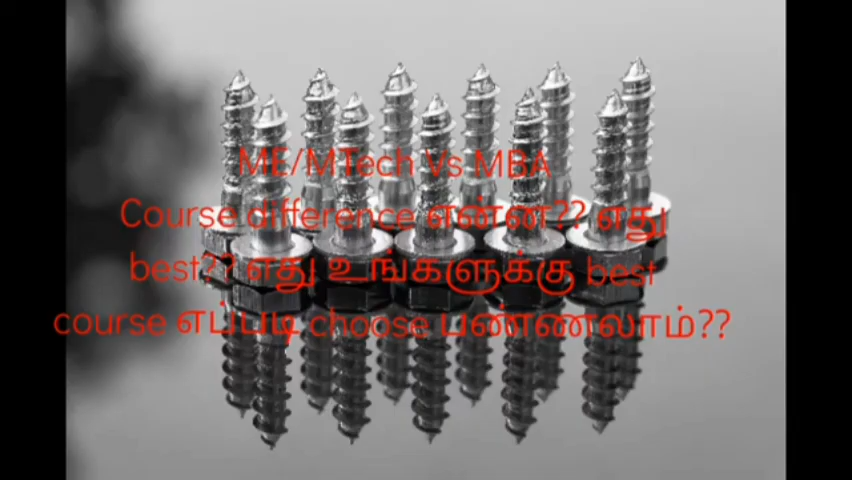 ME/MTech Vs MBA
Course difference என்ன?? எது
best?? எது உங்களுக்கு best
course எப்படி choose பண்ணலாம்??